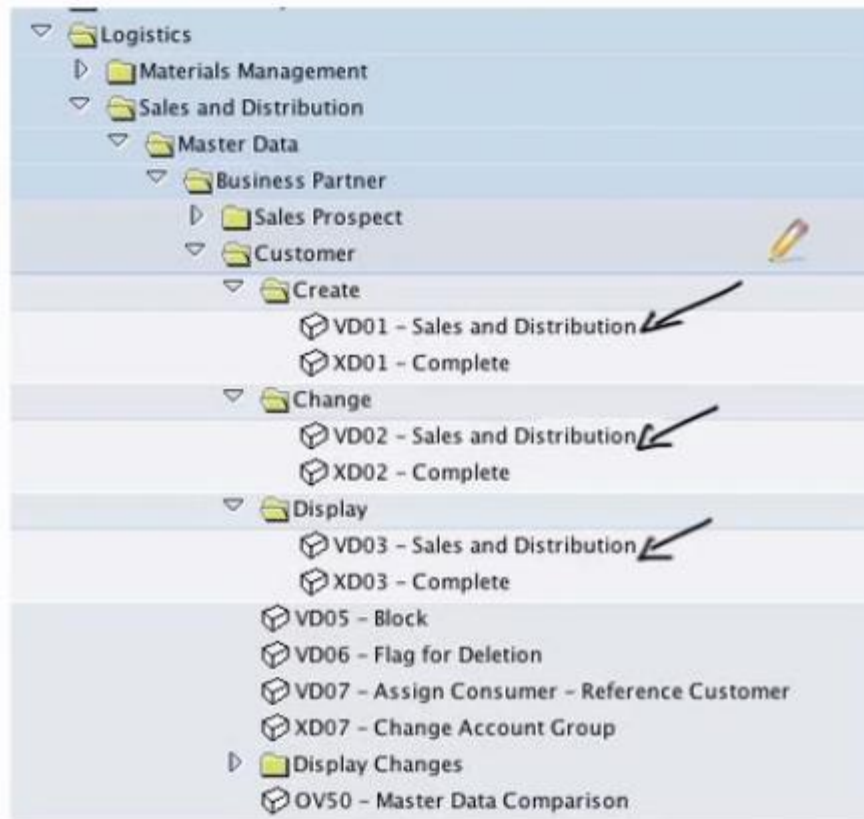 Logistics
Materials Management
Sales and Distribution
Master Data
Business Partner
Sales Prospect
Customer
Create
VD01 – Sales and Distribution
XD01 – Complete
Change
VD02 – Sales and Distribution
XD02 – Complete
Display
VD03 – Sales and Distribution
XD03 – Complete
VD05 – Block
VD06 – Flag for Deletion
VD07 – Assign Consumer – Reference Customer
XD07 – Change Account Group
Display Changes
OV50 – Master Data Comparison